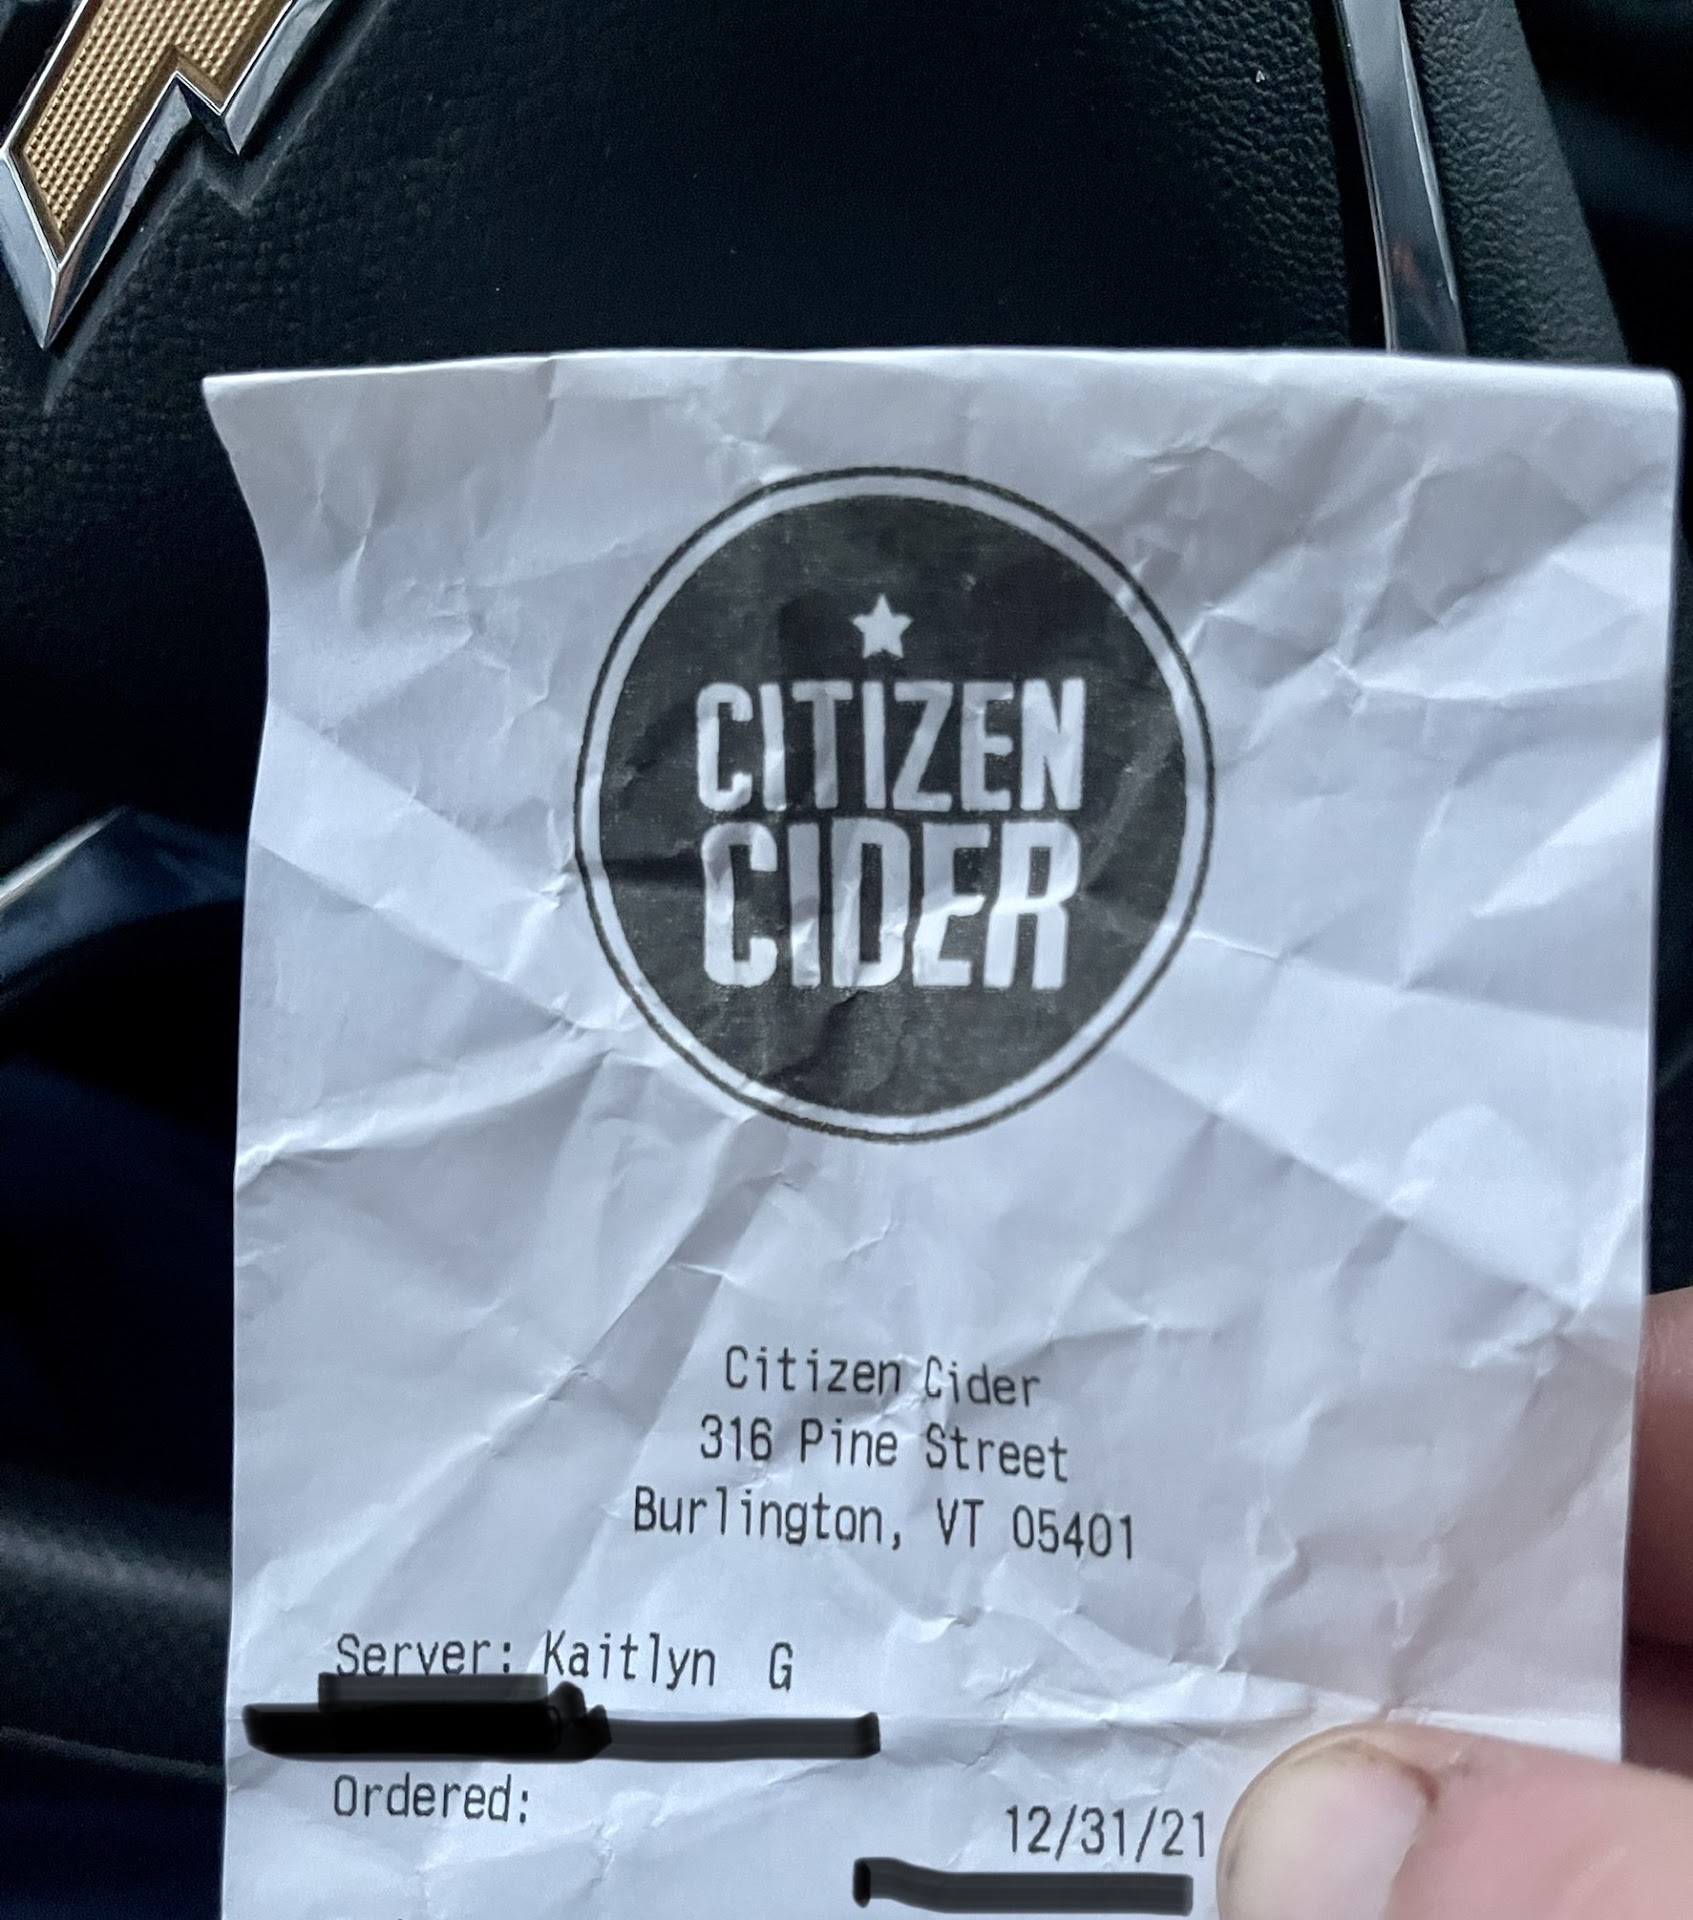 CITIZEN
CIDER
Citizen Cider
316 Pine Street
Burlington, VT 05401
Server: Kaitlyn G
Ordered:
12/31/21